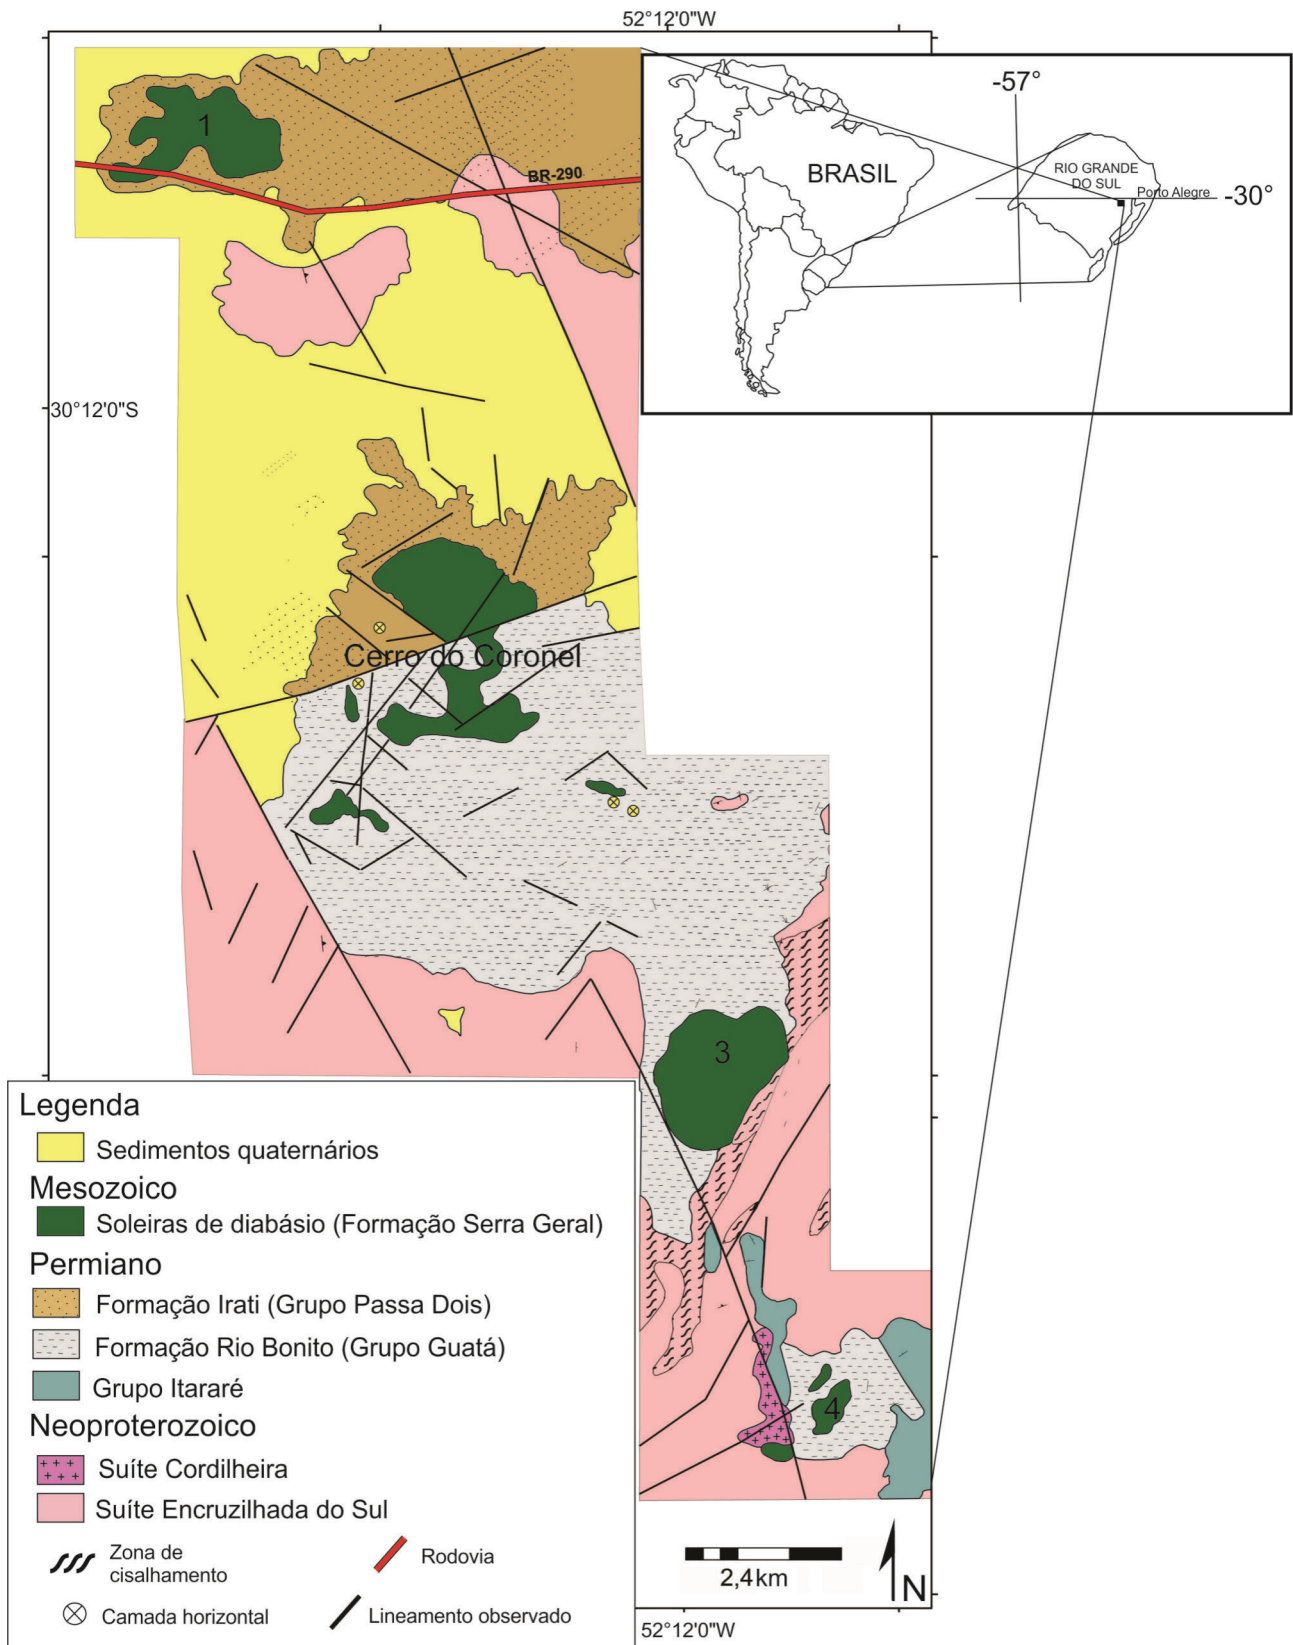 52°12'0"W
-57°
BRASIL
RIO GRANDE
DO SUL
Porto Alegre
-30°
1
BR-290
30°12'0"S
Cerro do Coronel
3
4
Legenda
Sedimentos quaternários
Mesozoico
Soleiras de diabásio (Formação Serra Geral)
Permiano
Formação Irati (Grupo Passa Dois)
Formação Rio Bonito (Grupo Guatá)
Grupo Itararé
Neoproterozoico
Suíte Cordilheira
Suíte Encruzilhada do Sul
Zona de
cisalhamento
Rodovia
Camada horizontal
Lineamento observado
2,4km
N
52°12'0"W